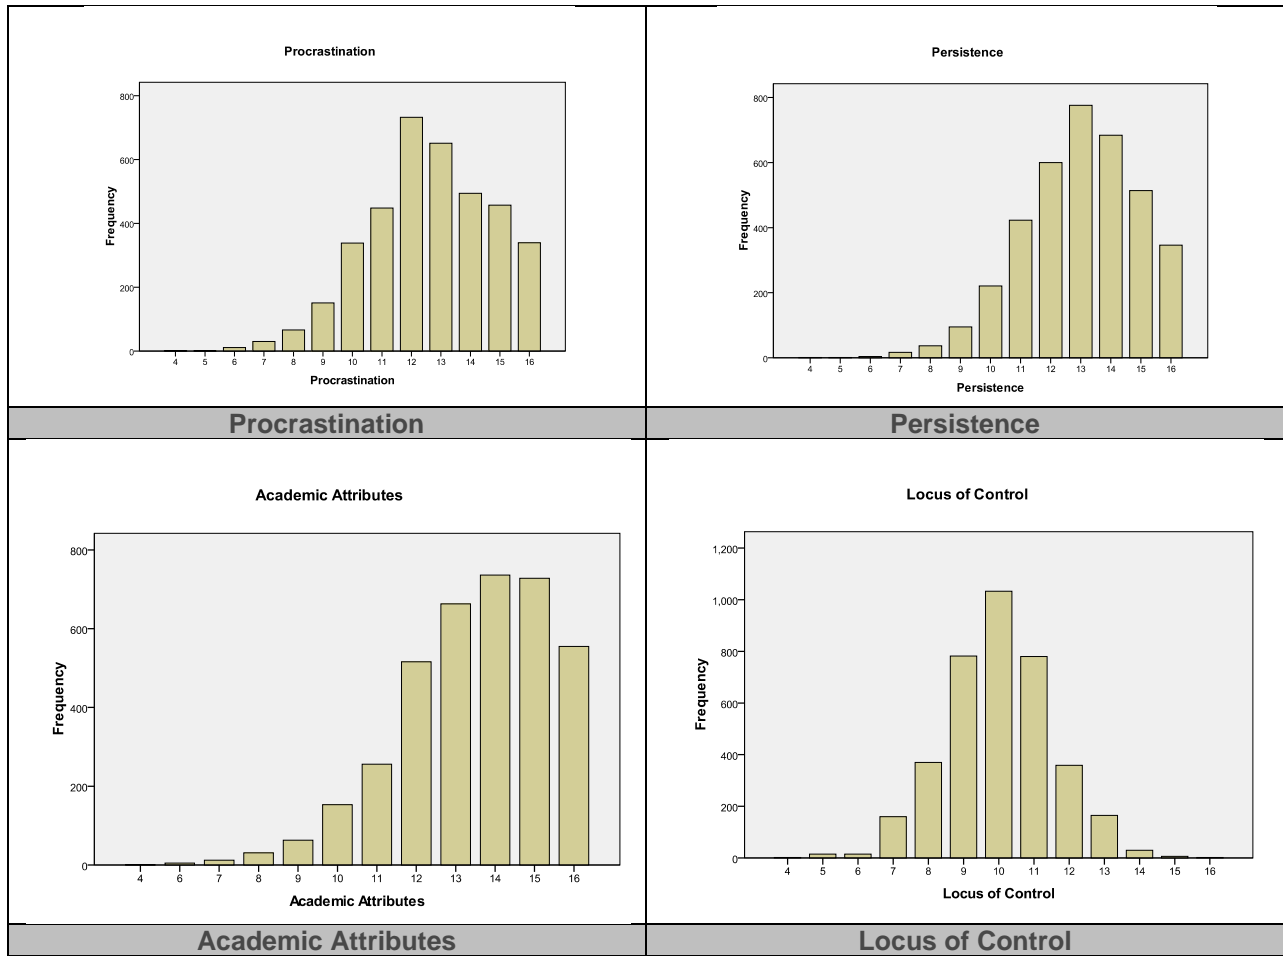 Procrastination
800
600
400
200
0
Frequency
4 5 6 7 8 9 10 11 12 13 14 15 16
Procrastination
Procrastination
Persistence
800
600
400
200
0
Frequency
4 5 6 7 8 9 10 11 12 13 14 15 16
Persistence
Persistence
Academic Attributes
800
600
400
200
0
Frequency
4 6 7 8 9 10 11 12 13 14 15 16
Academic Attributes
Academic Attributes
Locus of Control
1,200
1,000
800
600
400
200
0
Frequency
4 5 6 7 8 9 10 11 12 13 14 15 16
Locus of Control
Locus of Control